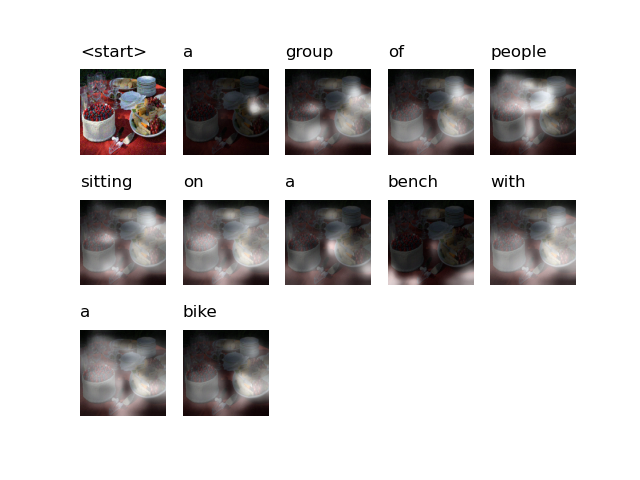 <start> a group of people
sitting on a bench with
a bike